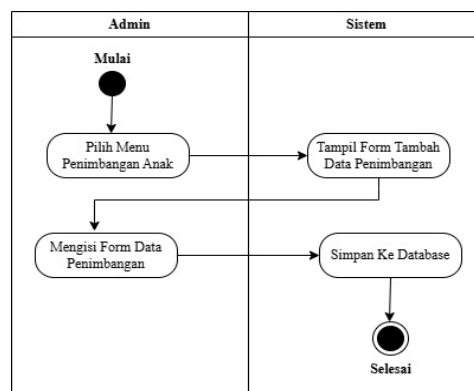 Admin
Sistem
Mulai
Pilih Menu
Penimbangan Anak
Tampil Form Tambah
Data Penimbangan
Mengisi Form Data
Penimbangan
Simpan Ke Database
Selesai